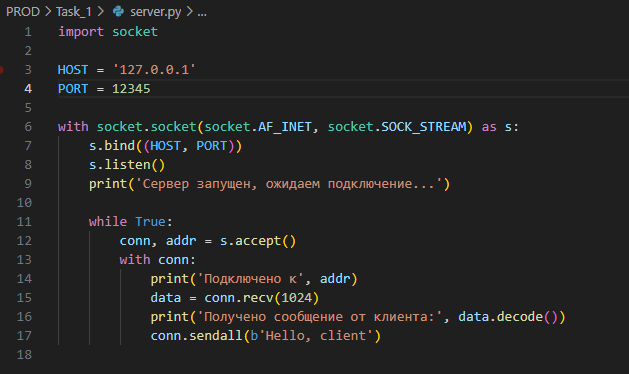 PROD > Task_1 > server.py > ...
1 import socket
2
3 HOST = '127.0.0.1'
4 PORT = 12345
5
6 with socket.socket(socket.AF_INET, socket.SOCK_STREAM) as s:
7     s.bind((HOST, PORT))
8     s.listen()
9     print('Сервер запущен, ожидаем подключение...')
10
11     while True:
12         conn, addr = s.accept()
13         with conn:
14             print('Подключено к', addr)
15             data = conn.recv(1024)
16             print('Получено сообщение от клиента:', data.decode())
17             conn.sendall(b'Hello, client')
18